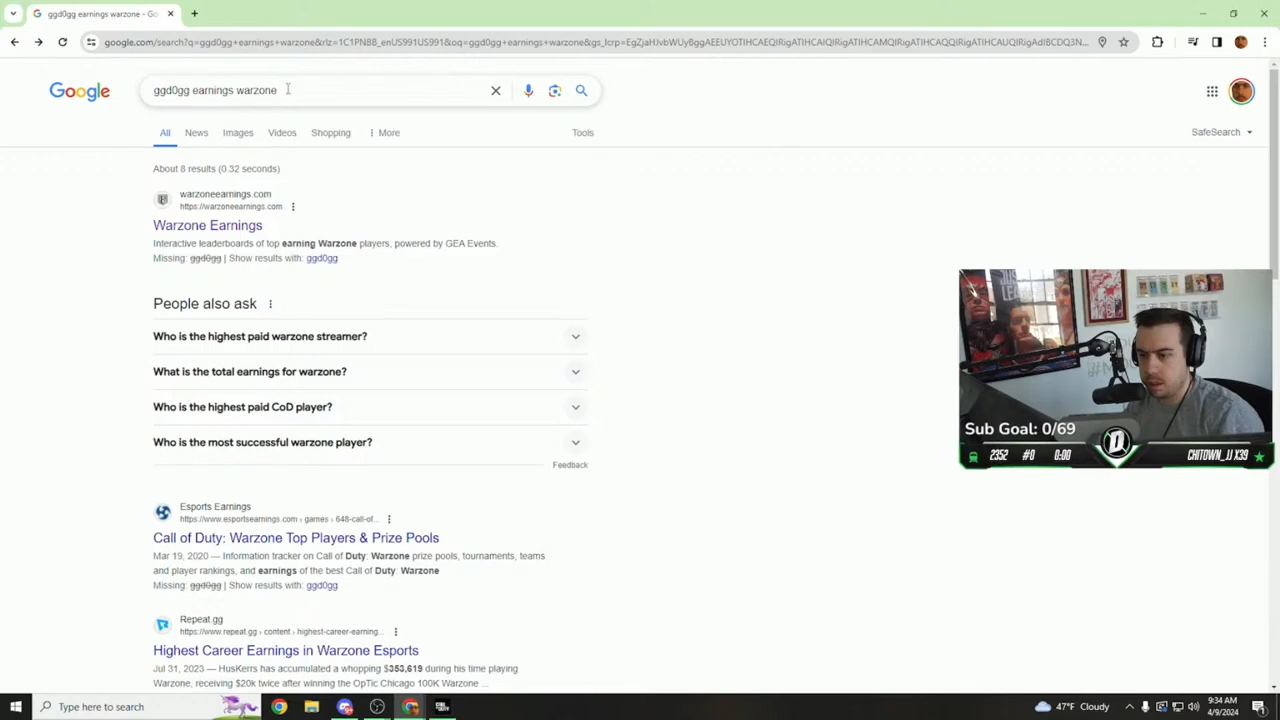 ggd0gg earnings warzone - Go
google.com/search?q=ggd0gg+earnings+warzone&rlz=1C1PNBB_enUS991US991&oq=ggd0gg+earnings+warzone&gs_lcrp=
Google
ggd0gg earnings warzone
All News Images Videos Shopping More Tools
SafeSearch
About 8 results (0.32 seconds)
warzoneearnings.com
https://warzoneearnings.com
Warzone Earnings
Interactive leaderboards of top earning Warzone players, powered by GEA Events.
Missing: ggd0gg | Show results with: ggd0gg
People also ask
Who is the highest paid warzone streamer?
What is the total earnings for warzone?
Who is the highest paid CoD player?
Who is the most successful warzone player?
Feedback
Esports Earnings
https://www.esportsearnings.com › games › 648-call-of...
Call of Duty: Warzone Top Players & Prize Pools
Mar 19, 2020 — Information tracker on Call of Duty: Warzone prize pools, tournaments, teams
and player rankings, and earnings of the best Call of Duty: Warzone
Missing: ggd0gg | Show results with: ggd0gg
Repeat.gg
https://www.repeat.gg › content › highest-career-earning...
Highest Career Earnings in Warzone Esports
Jul 31, 2023 — HusKerrs has accumulated a whopping $353,619 during his time playing
Warzone, receiving $20k twice after winning the OpTic Chicago 100K Warzone ...
Sub Goal: 0/69
2352 #0 0:00 CHITOWN_JJ X39
Type here to search
47°F Cloudy
9:34 AM
4/9/2024